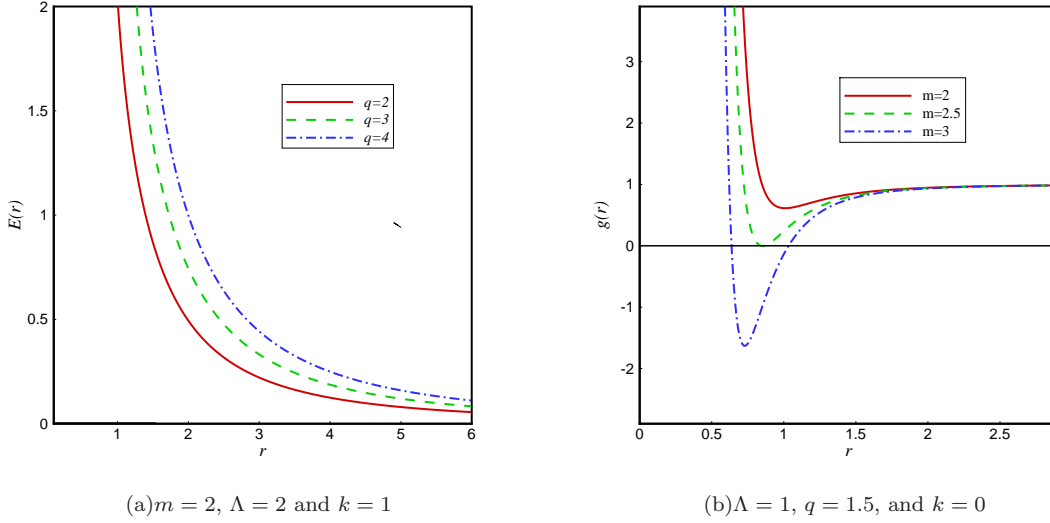 2
1.5
1
0.5
0
E(r)
q=2
q=3
q=4
1 2 3 4 5 6
r
(a)m = 2, Λ = 2 and k = 1
3
2
1
0
-1
-2
g(r)
m=2
m=2.5
m=3
0 0.5 1 1.5 2 2.5
r
(b)Λ = 1, q = 1.5, and k = 0